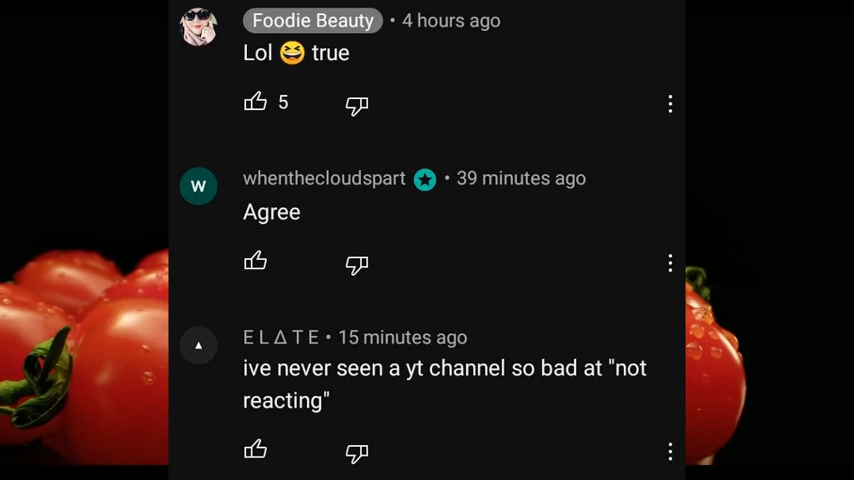 Foodie Beauty • 4 hours ago
Lol 😆 true
5
W
whenthecloudspart • 39 minutes ago
Agree
E L Δ T E • 15 minutes ago
ive never seen a yt channel so bad at "not
reacting"